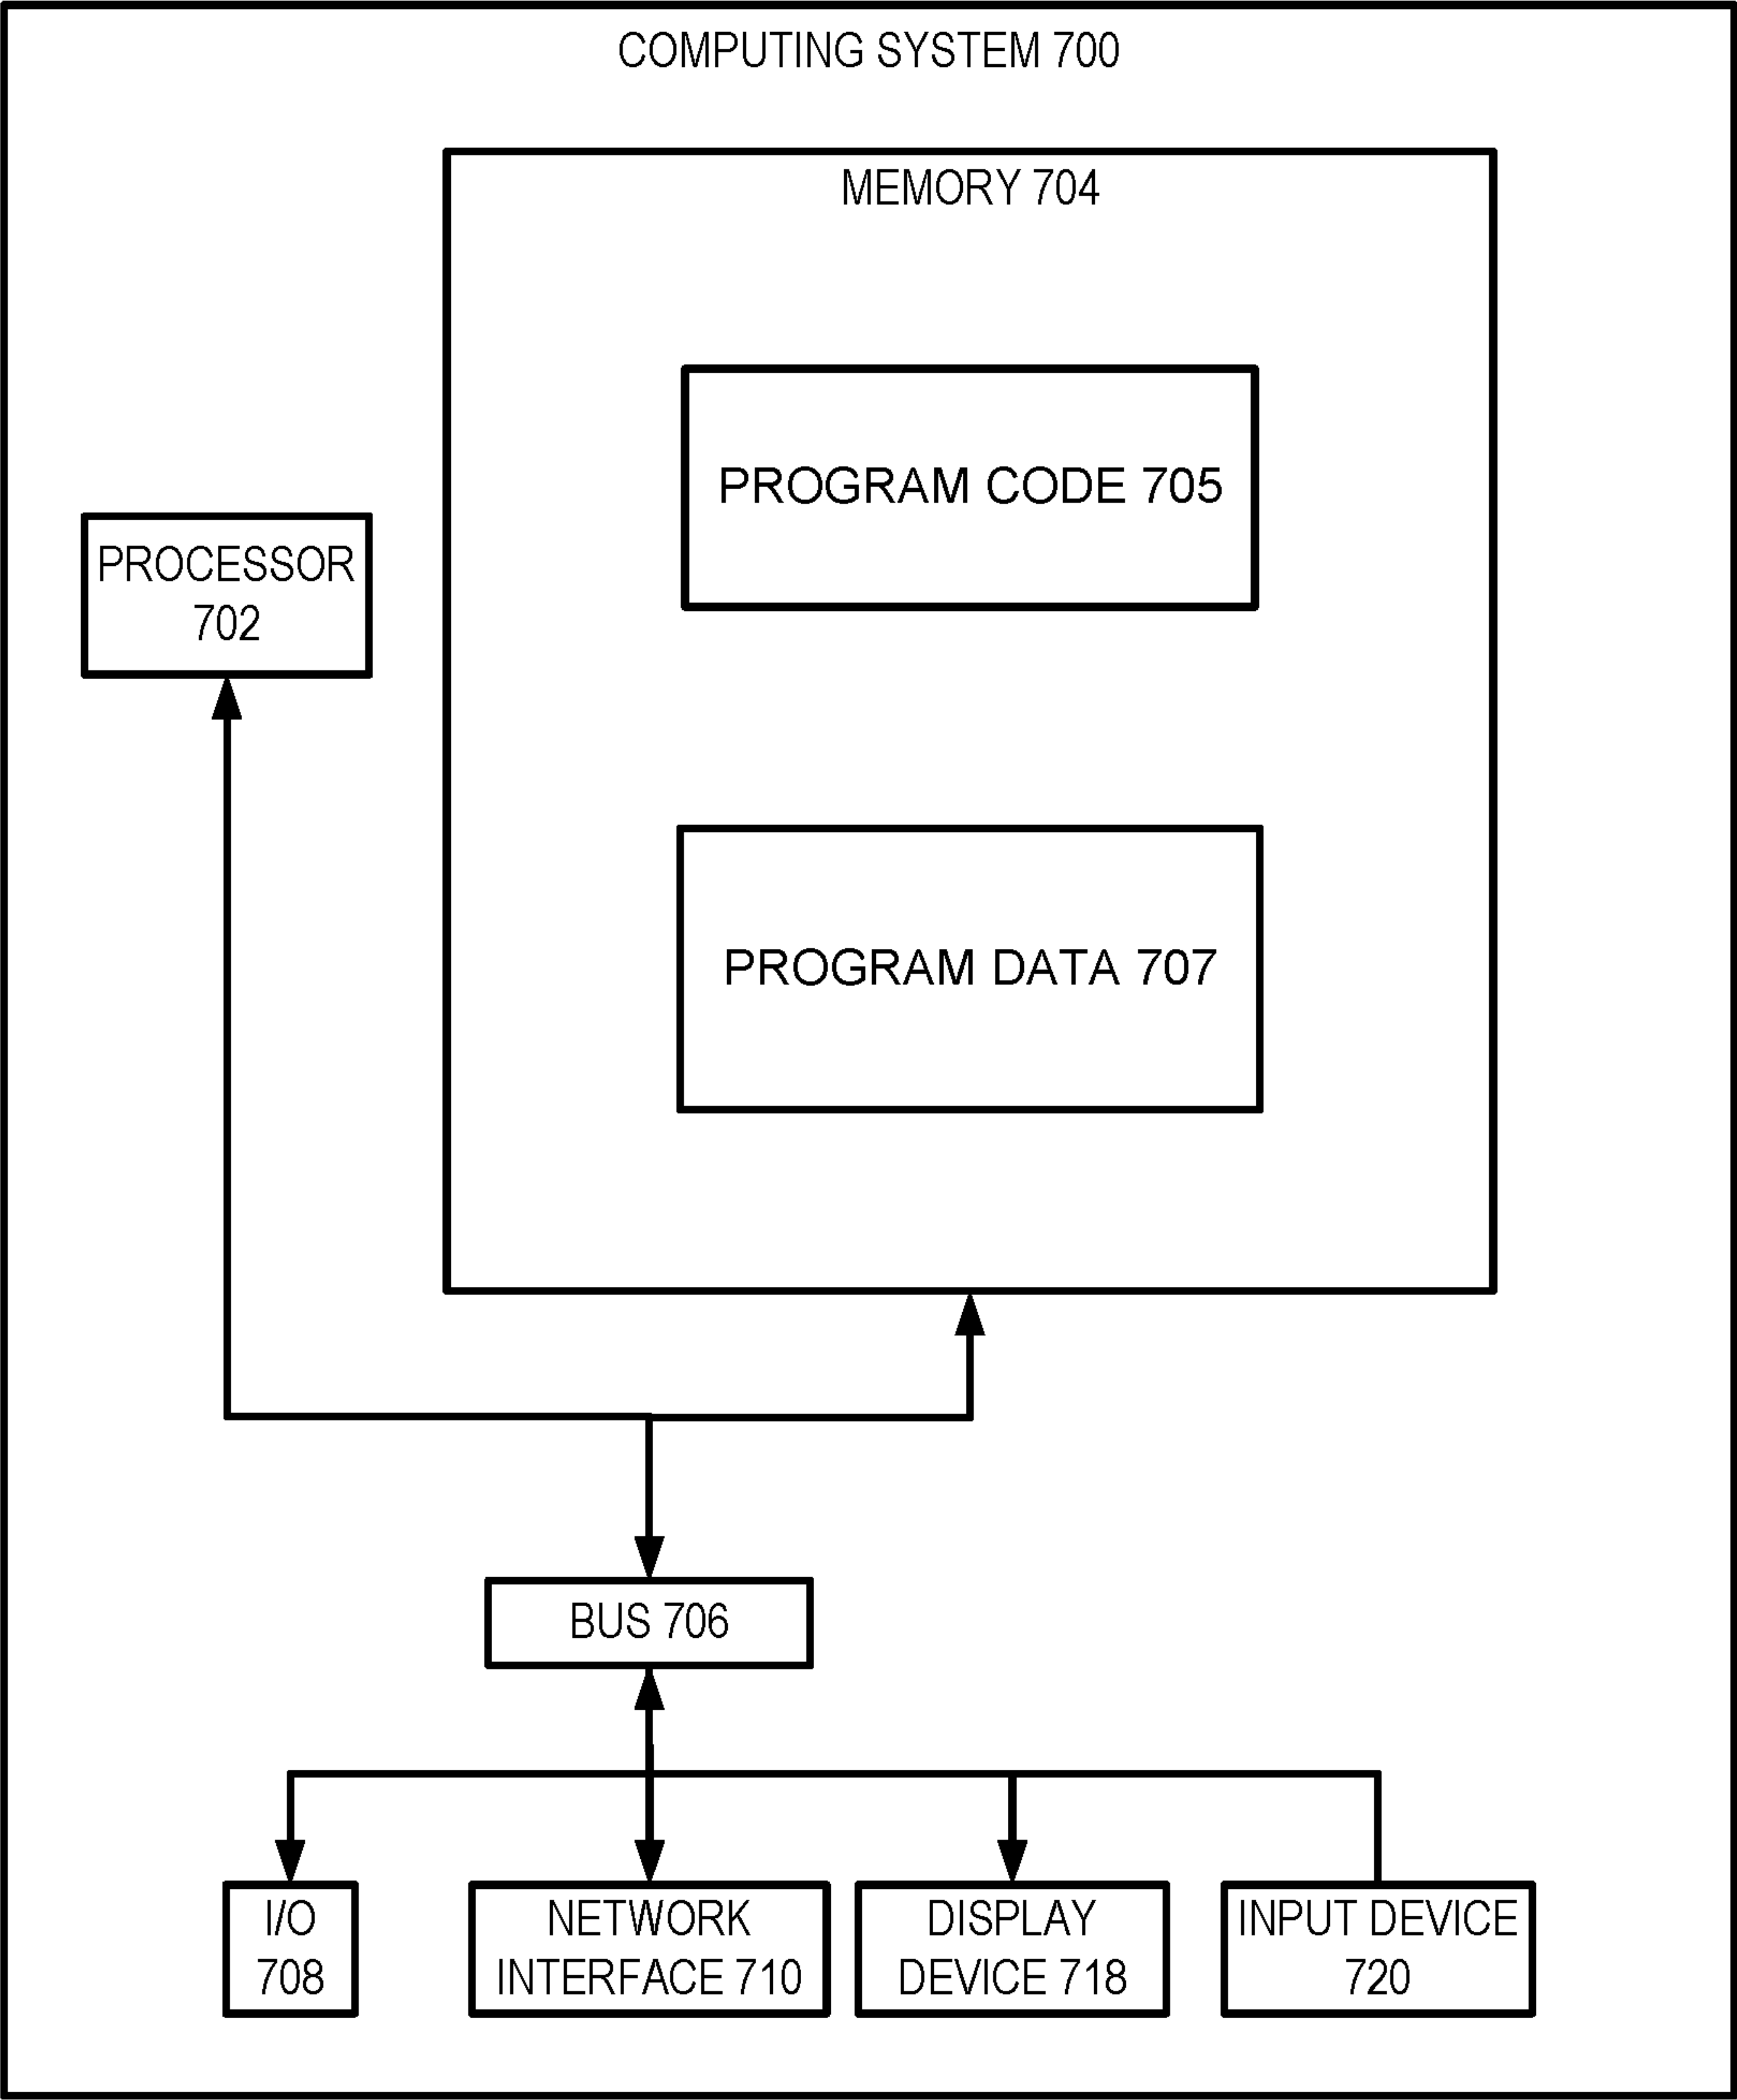 COMPUTING SYSTEM 700
MEMORY 704
PROGRAM CODE 705
PROCESSOR
702
PROGRAM DATA 707
BUS 706
I/O
708
NETWORK
INTERFACE 710
DISPLAY
DEVICE 718
INPUT DEVICE
720